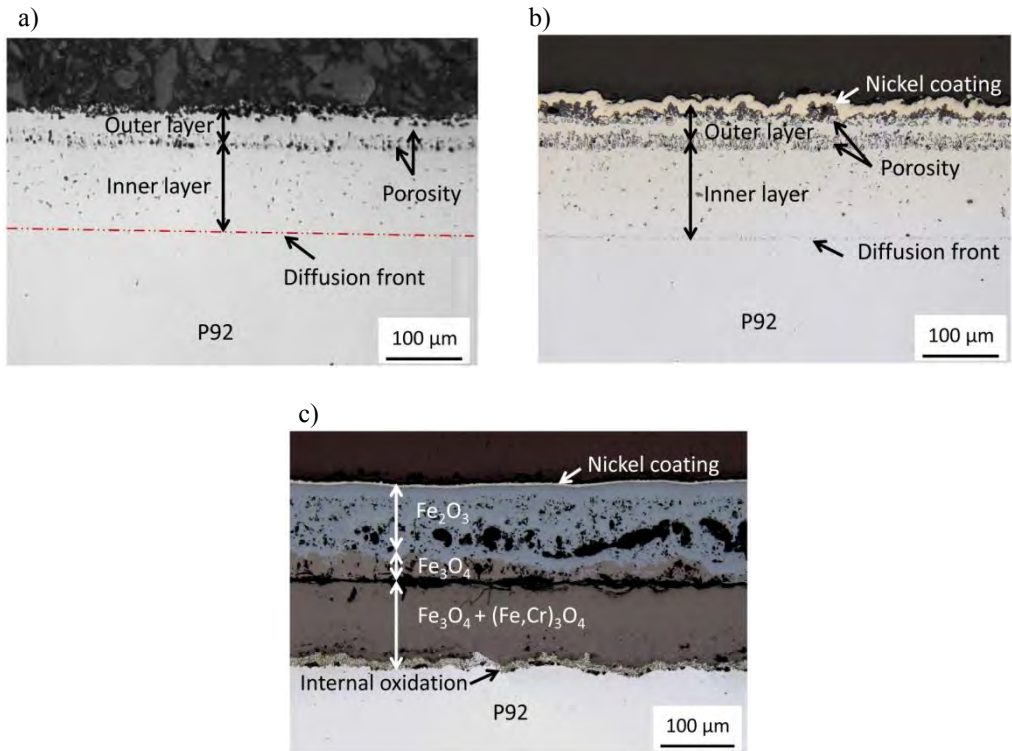 a)
Outer layer
Porosity
Inner layer
Diffusion front
P92
100 µm
b)
Nickel coating
Outer layer
Porosity
Inner layer
Diffusion front
P92
100 µm
c)
Nickel coating
Fe₂O₃
Fe₃O₄
Fe₃O₄ + (Fe,Cr)₃O₄
Internal oxidation
P92
100 µm